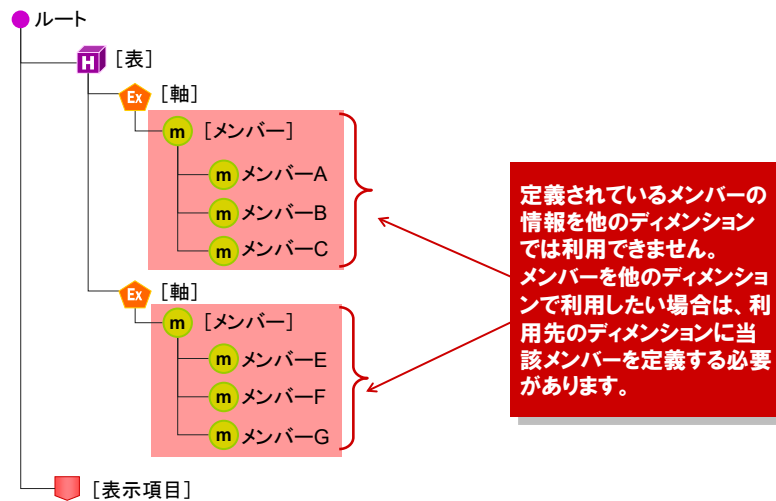 ルート
H [表]
Ex [軸]
m [メンバー]
m メンバーA
m メンバーB
m メンバーC
Ex [軸]
m [メンバー]
m メンバーE
m メンバーF
m メンバーG
[表示項目]
定義されているメンバーの
情報を他のディメンション
では利用できません。
メンバーを他のディメンショ
ンで利用したい場合は、利
用先のディメンションに当
該メンバーを定義する必要
があります。